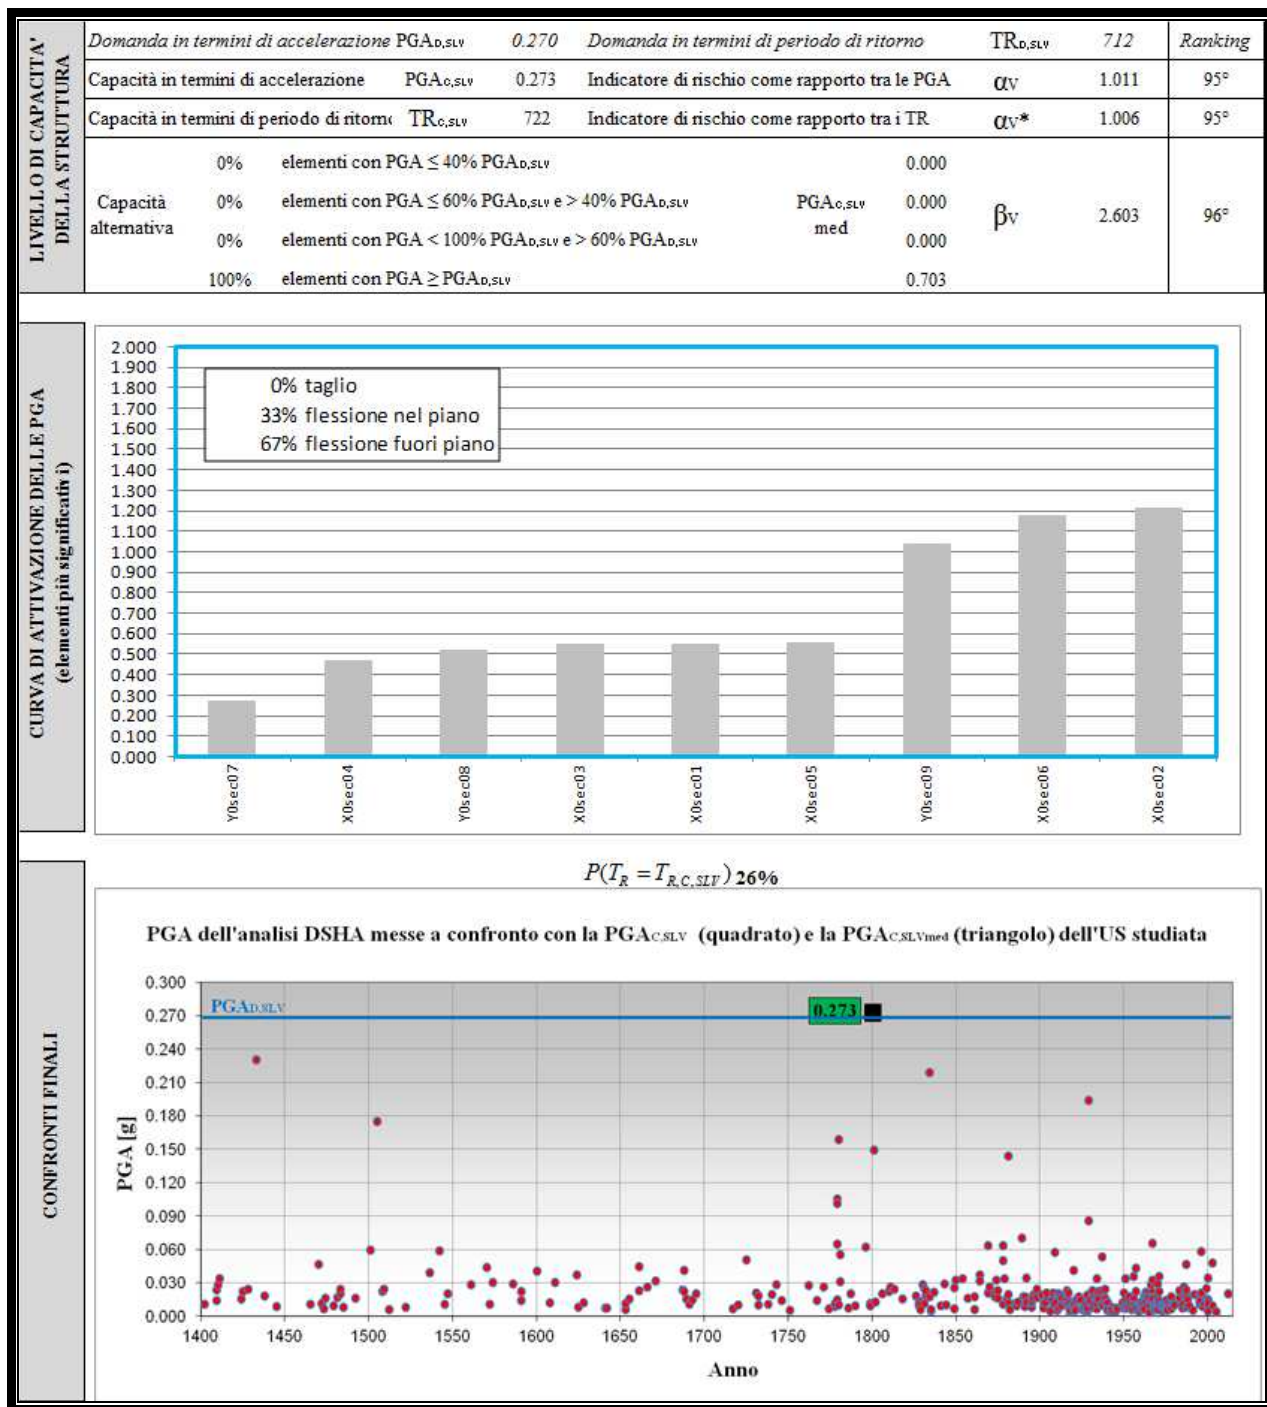 LIVELLO DI CAPACITA' DELLA STRUTTURA
Domanda in termini di accelerazione PGAD,SLV 0.270 Domanda in termini di periodo di ritorno TRD,SLV 712 Ranking
Capacità in termini di accelerazione PGAC,SLV 0.273 Indicatore di rischio come rapporto tra le PGA αV 1.011 95°
Capacità in termini di periodo di ritorno TRC,SLV 722 Indicatore di rischio come rapporto tra i TR αV* 1.006 95°
Capacità alternativa
0% elementi con PGA ≤ 40% PGAD,SLV 0.000
0% elementi con PGA ≤ 60% PGAD,SLV e > 40% PGAD,SLV 0.000
0% elementi con PGA < 100% PGAD,SLV e > 60% PGAD,SLV 0.000
100% elementi con PGA ≥ PGAD,SLV 0.703
PGAC,SLV med
βV 2.603 96°
CURVA DI ATTIVAZIONE DELLE PGA
(elementi più significativi)
2.000
1.900
1.800
1.700
1.600
1.500
1.400
1.300
1.200
1.100
1.000
0.900
0.800
0.700
0.600
0.500
0.400
0.300
0.200
0.100
0.000
0% taglio
33% flessione nel piano
67% flessione fuori piano
Y0sec07 X0sec04 Y0sec08 X0sec03 X0sec01 X0sec05 Y0sec09 X0sec06 X0sec02
CONFRONTI FINALI
P(TR = TR,C,SLV) 26%
PGA dell'analisi DSHA messe a confronto con la PGAC,SLV (quadrato) e la PGAC,SLVmed (triangolo) dell'US studiata
PGA [g]
0.300
0.270
0.240
0.210
0.180
0.150
0.120
0.090
0.060
0.030
0.000
PGAD,SLV
0.273
1400 1450 1500 1550 1600 1650 1700 1750 1800 1850 1900 1950 2000
Anno